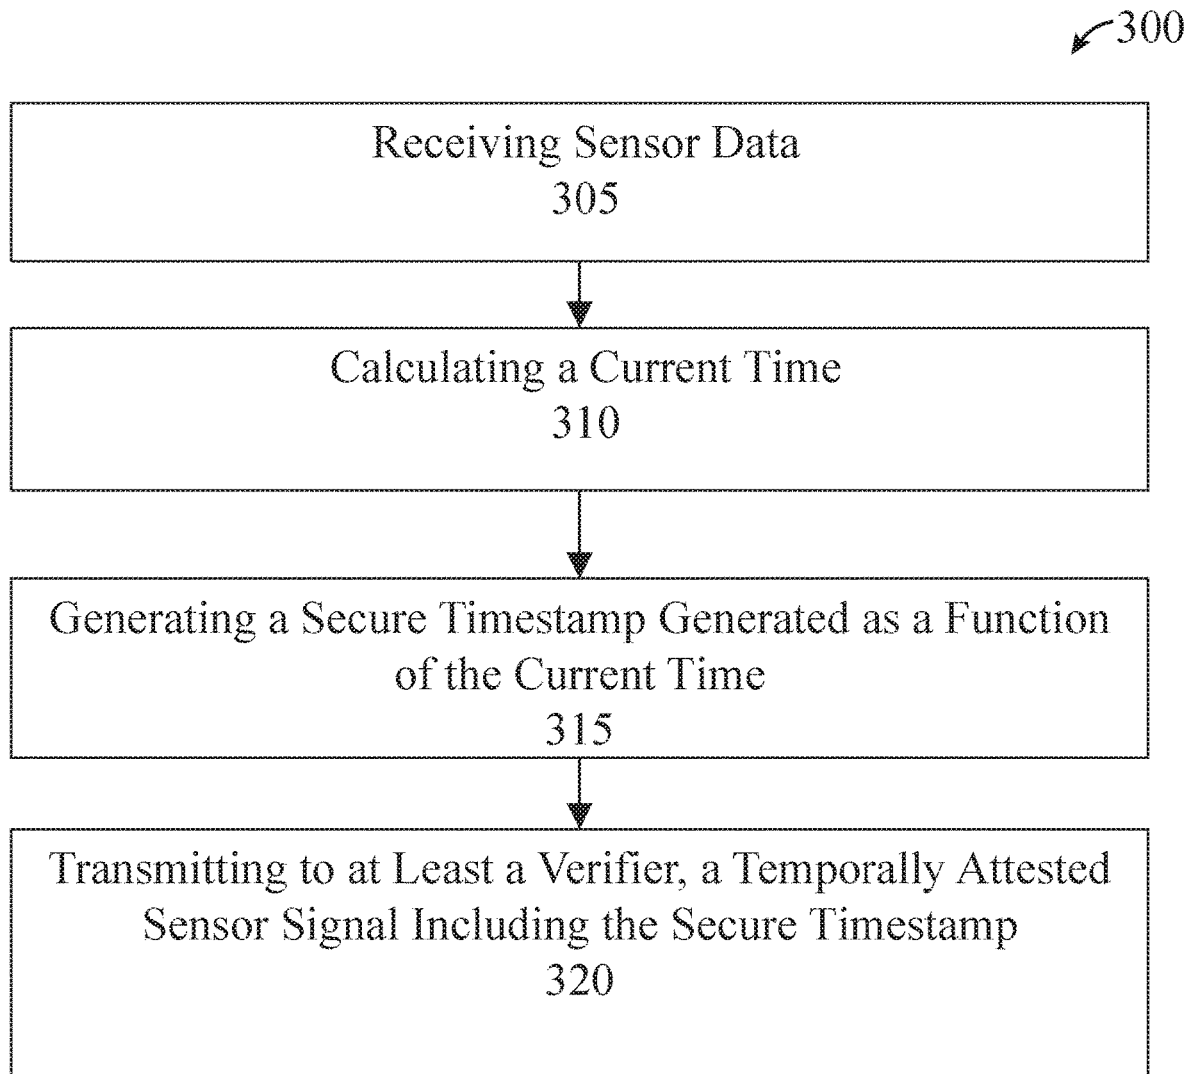 300
Receiving Sensor Data
305
Calculating a Current Time
310
Generating a Secure Timestamp Generated as a Function
of the Current Time
315
Transmitting to at Least a Verifier, a Temporally Attested
Sensor Signal Including the Secure Timestamp
320